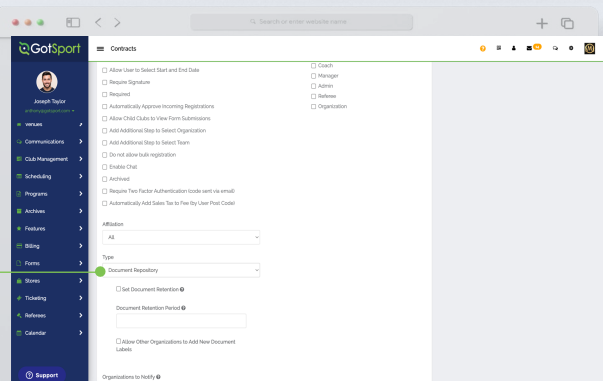 Search or enter website name
GotSport
Contracts
Joseph Taylor
Venues
Communications
Club Management
Scheduling
Programs
Archives
Features
Billing
Forms
Stores
Ticketing
Referees
Calendar
Support
Allow User to Select Start and End Date
Require Signature
Required
Automatically Approve Incoming Registrations
Allow Child Clubs to View Form Submissions
Add Additional Step to Select Organization
Add Additional Step to Select Team
Do not allow bulk registration
Enable Chat
Archived
Require Two Factor Authentication (code sent via email)
Automatically Add Sales Tax to Fee (by User Post Code)
Coach
Manager
Admin
Referee
Organization
Affiliation
All
Type
Document Repository
Set Document Retention
Document Retention Period
Allow Other Organizations to Add New Document
Labels
Organizations to Notify